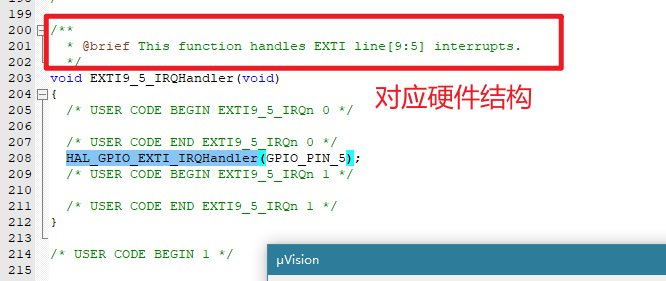 199
200 /**
201 * @brief This function handles EXTI line[9:5] interrupts.
202 */
203 void EXTI9_5_IRQHandler(void)
对应硬件结构
204 {
205 /* USER CODE BEGIN EXTI9_5_IRQn 0 */
206
207 /* USER CODE END EXTI9_5_IRQn 0 */
208 HAL_GPIO_EXTI_IRQHandler(GPIO_PIN_5);
209 /* USER CODE BEGIN EXTI9_5_IRQn 1 */
210
211 /* USER CODE END EXTI9_5_IRQn 1 */
212 }
213
214 /* USER CODE BEGIN 1 */
215
µVision